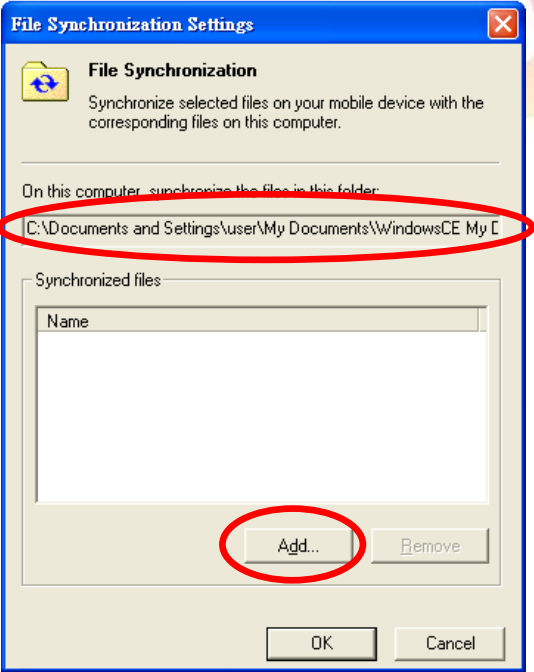 File Synchronization Settings
File Synchronization
Synchronize selected files on your mobile device with the
corresponding files on this computer.
On this computer, synchronize the files in this folder:
C:\Documents and Settings\user\My Documents\WindowsCE My D
Synchronized files
Name
Add...
Remove
OK
Cancel